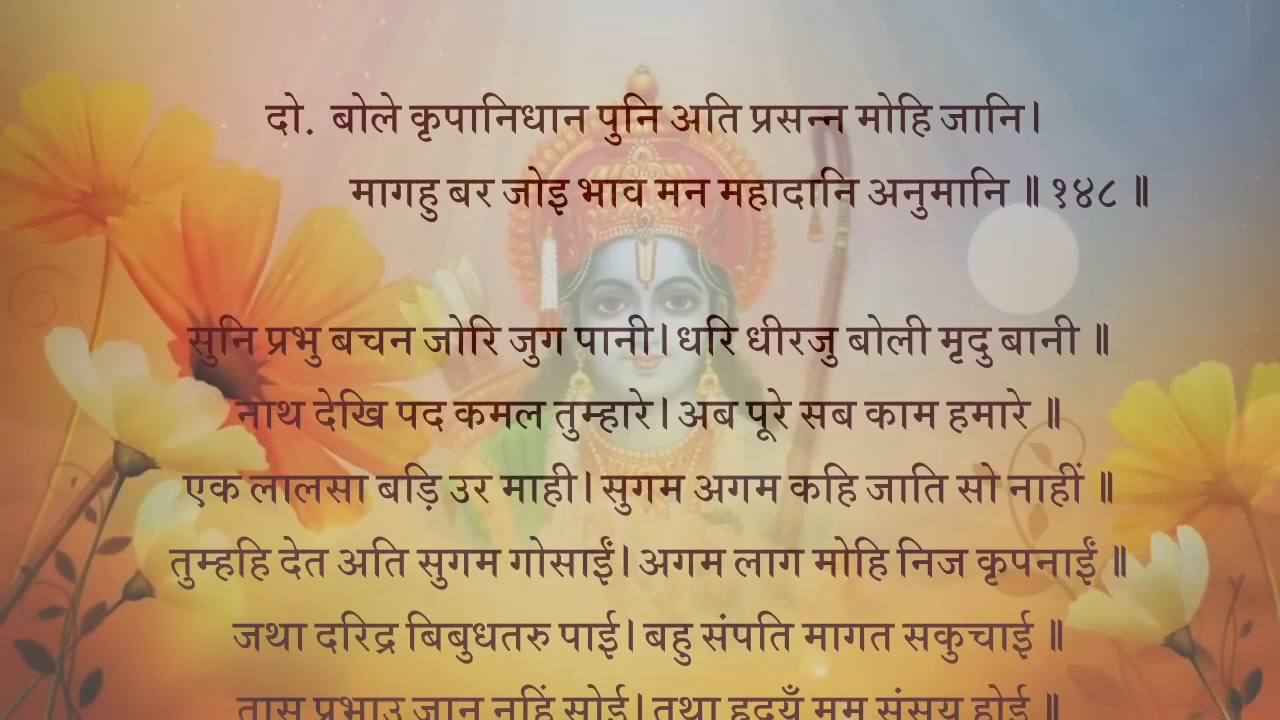 दो. बोले कृपानिधान पुनि अति प्रसन्न मोहि जानि।
मागहु बर जोइ भाव मन महादानि अनुमानि ॥ १४८ ॥
सुनि प्रभु बचन जोरि जुग पानी। धरि धीरजु बोली मृदु बानी ॥
नाथ देखि पद कमल तुम्हारे। अब पूरे सब काम हमारे ॥
एक लालसा बड़ि उर माही। सुगम अगम कहि जाति सो नाहीं ॥
तुम्हहि देत अति सुगम गोसाईं। अगम लाग मोहि निज कृपनाईं ॥
जथा दरिद्र बिबुधतरु पाई। बहु संपति मागत सकुचाई ॥
तासु प्रभाउ जान नहिं सोई। तथा हृदयँ मम संसय होई ॥